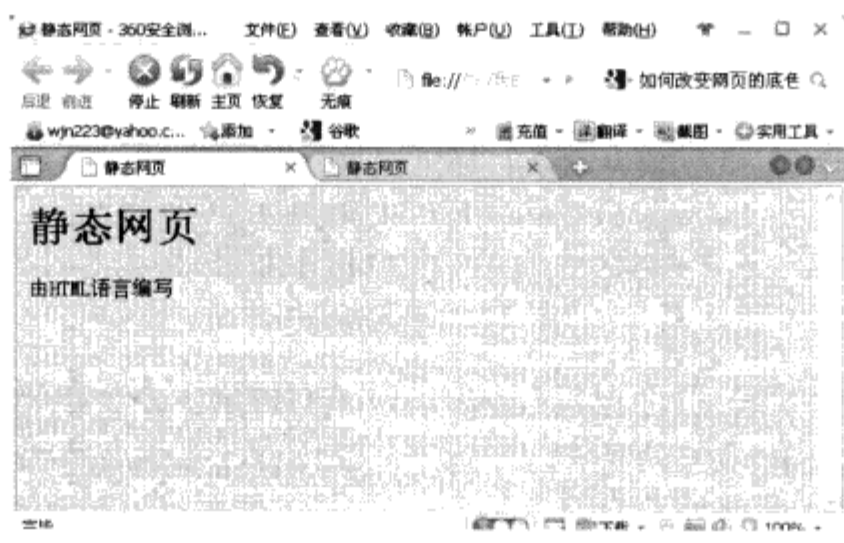 静态网页 - 360安全浏... 文件(F) 查看(V) 收藏(B) 帐户(U) 工具(T) 帮助(H)
file:// 如何改变网页的底色
后退 前进 停止 刷新 主页 恢复 无痕
wjn223@yahoo.c... 添加 谷歌 » 充值 翻译 截图 实用工具
静态网页 × 静态网页 ×
静态网页
由HTML语言编写
100%